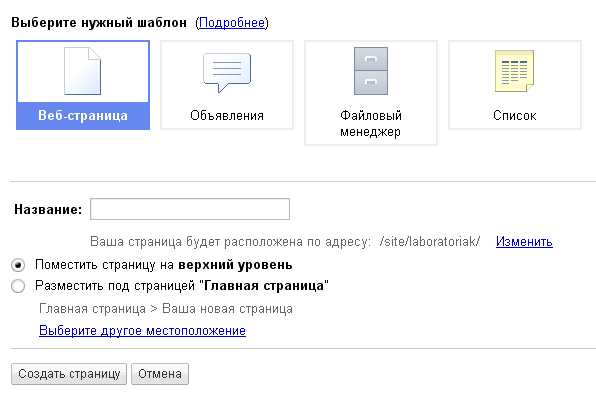 Выберите нужный шаблон (Подробнее)
Веб-страница
Объявления
Файловый
менеджер
Список
Название:
Ваша страница будет расположена по адресу: /site/laboratoriak/ Изменить
Поместить страницу на верхний уровень
Разместить под страницей "Главная страница"
Главная страница > Ваша новая страница
Выберите другое местоположение
Создать страницу Отмена